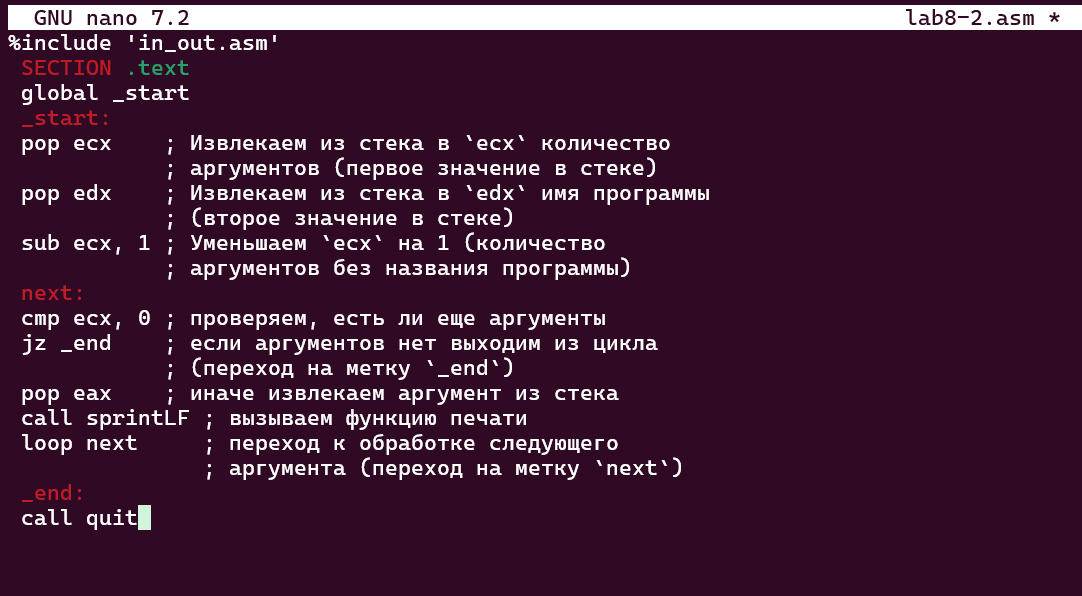 GNU nano 7.2 lab8-2.asm *
%include 'in_out.asm'
SECTION .text
global _start
_start:
pop ecx ; Извлекаем из стека в `ecx` количество
; аргументов (первое значение в стеке)
pop edx ; Извлекаем из стека в `edx` имя программы
; (второе значение в стеке)
sub ecx, 1 ; Уменьшаем `ecx` на 1 (количество
; аргументов без названия программы)
next:
cmp ecx, 0 ; проверяем, есть ли еще аргументы
jz _end ; если аргументов нет выходим из цикла
; (переход на метку `_end`)
pop eax ; иначе извлекаем аргумент из стека
call sprintLF ; вызываем функцию печати
loop next ; переход к обработке следующего
; аргумента (переход на метку `next`)
_end:
call quit